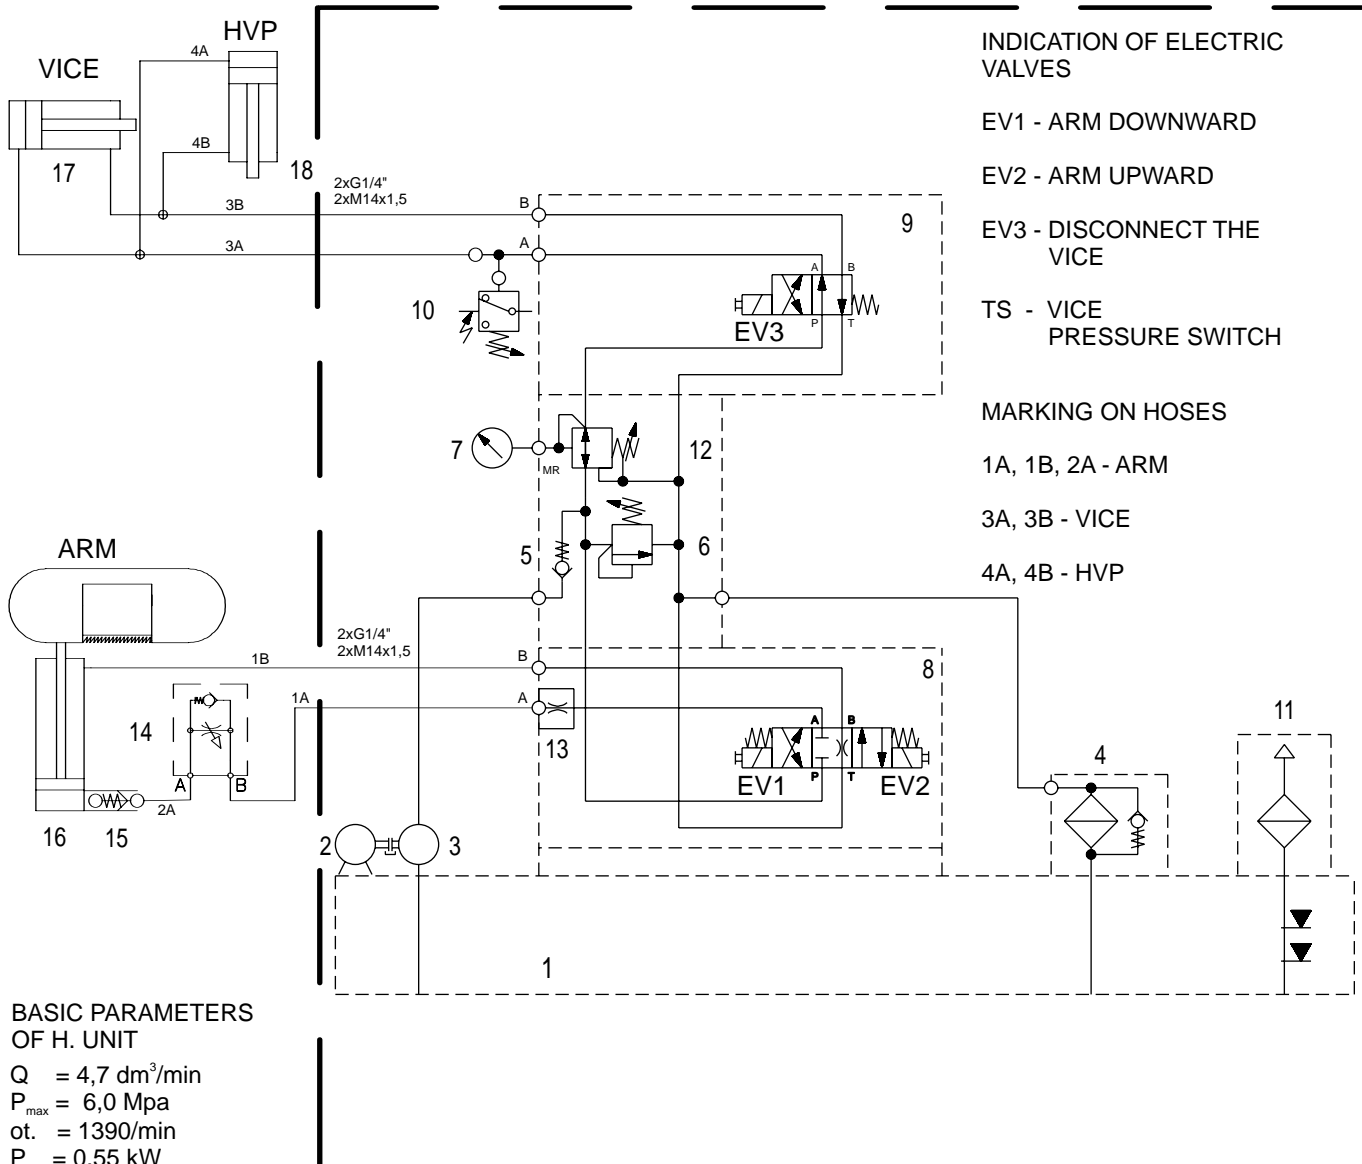 HVP
4A
VICE
4B
17
18
2xG1/4"
2xM14x1,5
3B
3A
B
A
9
10
A
B
P
T
EV3
INDICATION OF ELECTRIC
VALVES
EV1 - ARM DOWNWARD
EV2 - ARM UPWARD
EV3 - DISCONNECT THE
VICE
TS - VICE
PRESSURE SWITCH
MARKING ON HOSES
1A, 1B, 2A - ARM
3A, 3B - VICE
4A, 4B - HVP
7
MR
12
5
6
ARM
2xG1/4"
2xM14x1,5
1B
1A
B
A
8
13
A
B
P
T
EV1
EV2
14
A
B
2A
16
15
2
3
4
11
1
BASIC PARAMETERS
OF H. UNIT
Q = 4,7 dm³/min
Pmax = 6,0 Mpa
ot. = 1390/min
P = 0,55 kW